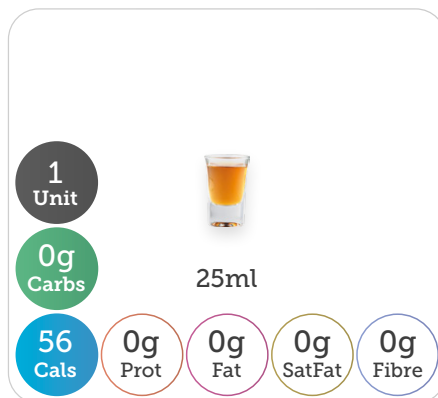 1
Unit
0g
Carbs
25ml
56
Cals
0g
Prot
0g
Fat
0g
SatFat
0g
Fibre